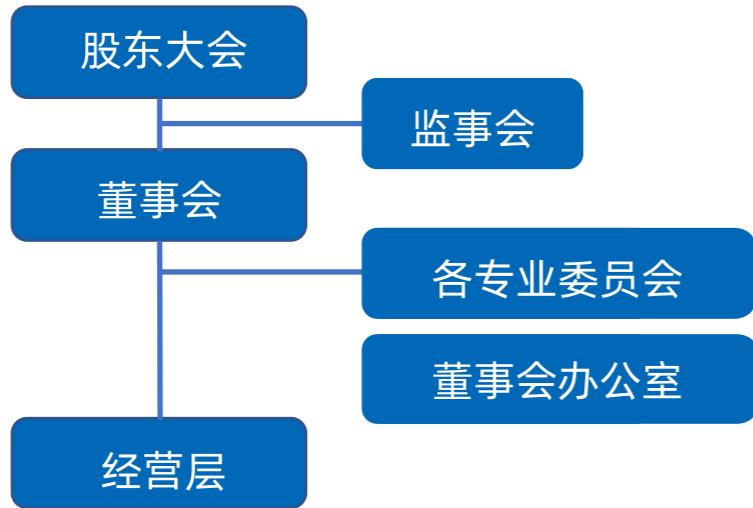 股东大会
监事会
董事会
各专业委员会
董事会办公室
经营层